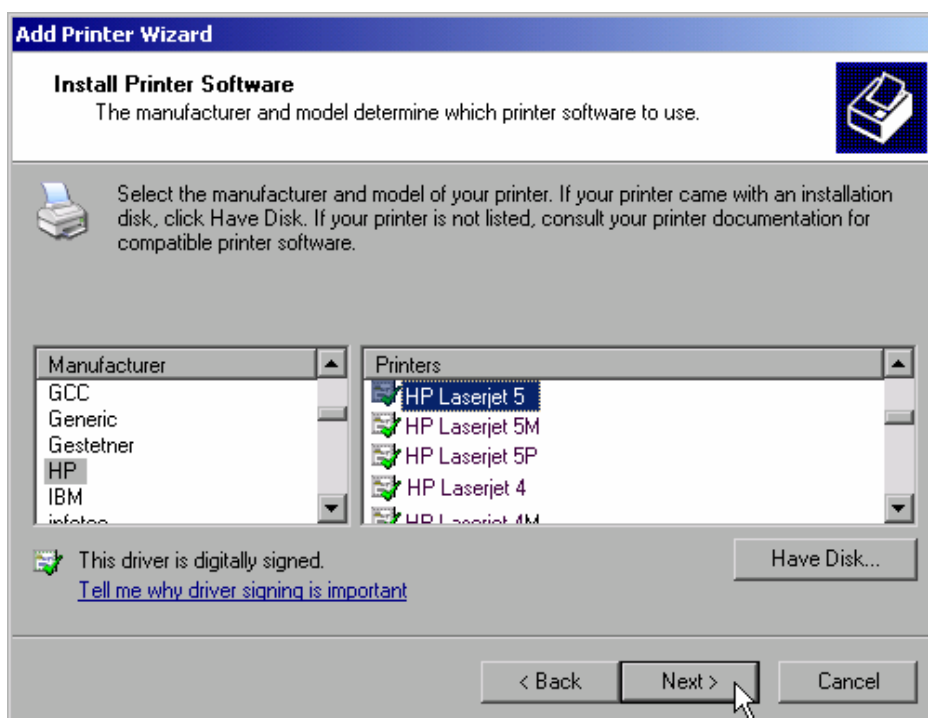 Add Printer Wizard
Install Printer Software
The manufacturer and model determine which printer software to use.
Select the manufacturer and model of your printer. If your printer came with an installation
disk, click Have Disk. If your printer is not listed, consult your printer documentation for
compatible printer software.
Manufacturer
GCC
Generic
Gestetner
HP
IBM
infotec
Printers
HP Laserjet 5
HP Laserjet 5M
HP Laserjet 5P
HP Laserjet 4
HP Laserjet 4M
This driver is digitally signed.
Tell me why driver signing is important
Have Disk...
< Back
Next >
Cancel